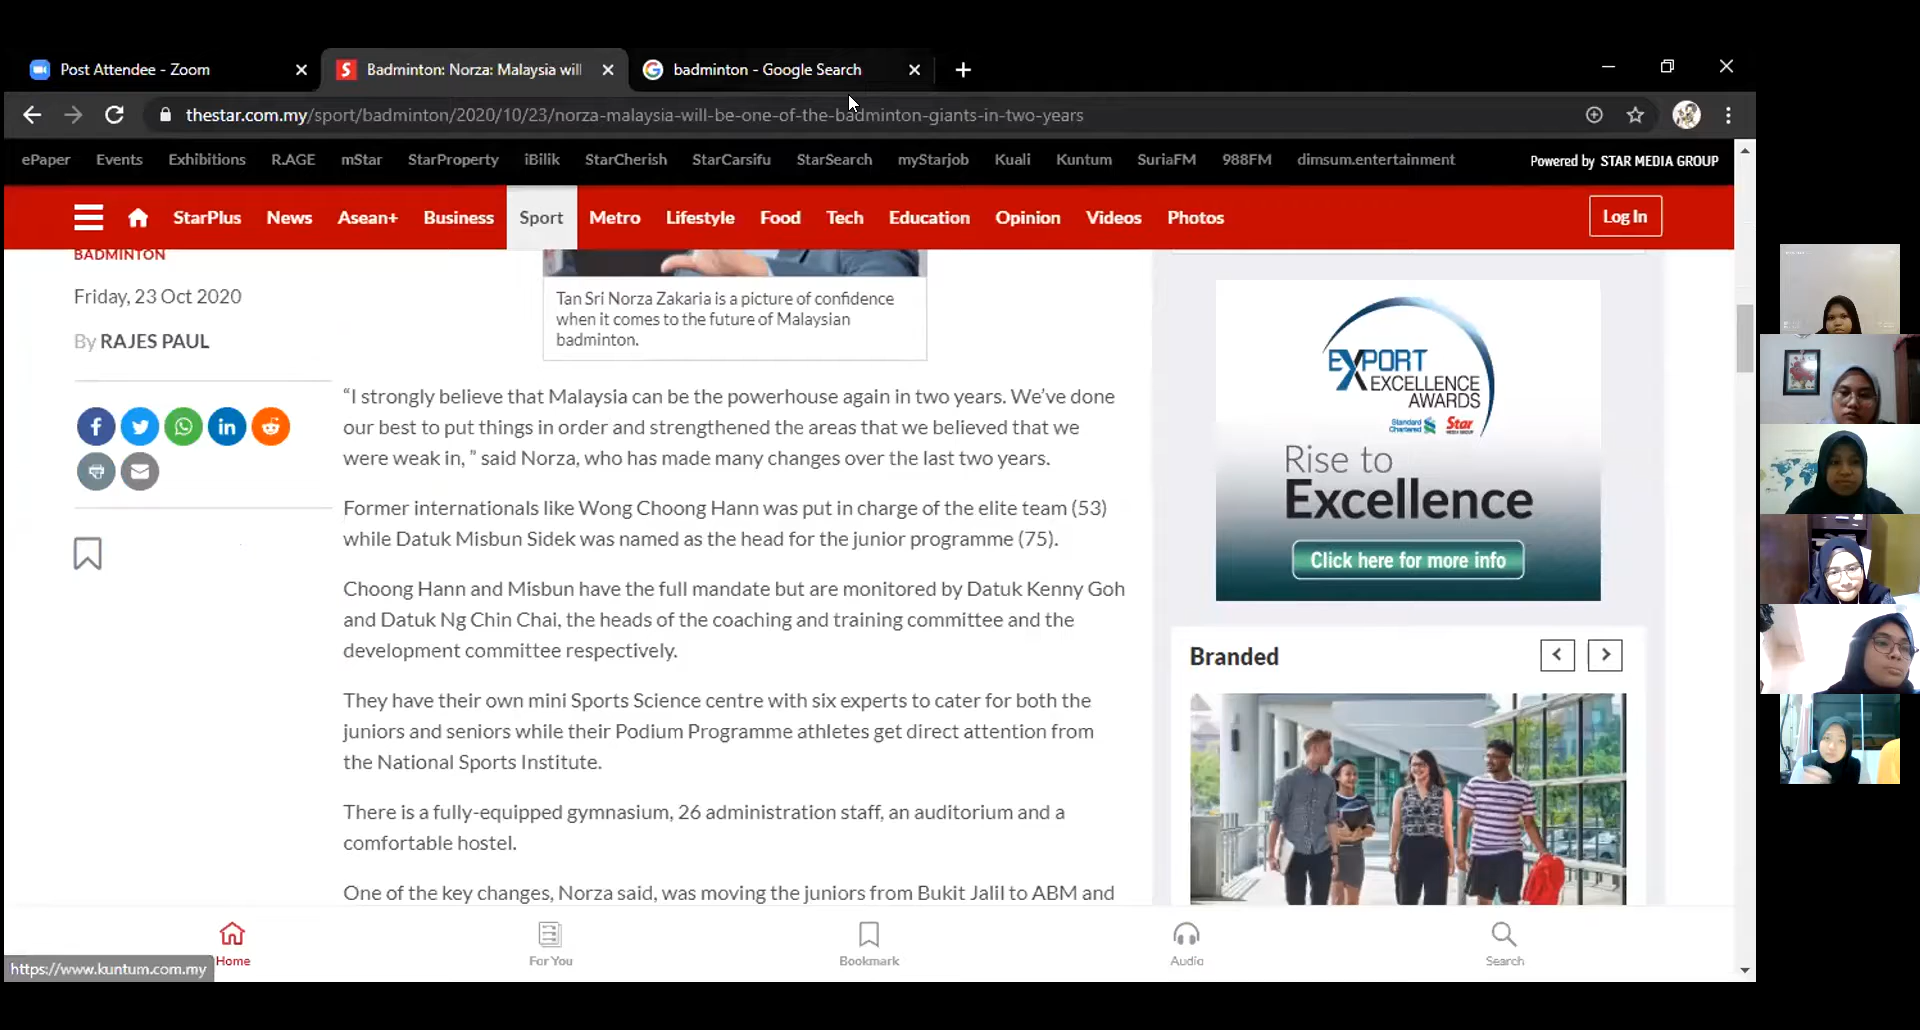 Post Attendee - Zoom
Badminton: Norza: Malaysia will
badminton - Google Search
thestar.com.my/sport/badminton/2020/10/23/norza-malaysia-will-be-one-of-the-badminton-giants-in-two-years
ePaper Events Exhibitions R.AGE mStar StarProperty iBilik StarCherish StarCarsifu StarSearch myStarjob Kuali Kuntum SuriaFM 988FM dimsum.entertainment Powered by STAR MEDIA GROUP
StarPlus News Asean+ Business Sport Metro Lifestyle Food Tech Education Opinion Videos Photos Log In
BADMINTON
Friday, 23 Oct 2020
By RAJES PAUL
Tan Sri Norza Zakaria is a picture of confidence
when it comes to the future of Malaysian
badminton.
“I strongly believe that Malaysia can be the powerhouse again in two years. We’ve done
our best to put things in order and strengthened the areas that we believed that we
were weak in, ” said Norza, who has made many changes over the last two years.
Former internationals like Wong Choong Hann was put in charge of the elite team (53)
while Datuk Misbun Sidek was named as the head for the junior programme (75).
Choong Hann and Misbun have the full mandate but are monitored by Datuk Kenny Goh
and Datuk Ng Chin Chai, the heads of the coaching and training committee and the
development committee respectively.
They have their own mini Sports Science centre with six experts to cater for both the
juniors and seniors while their Podium Programme athletes get direct attention from
the National Sports Institute.
There is a fully-equipped gymnasium, 26 administration staff, an auditorium and a
comfortable hostel.
One of the key changes, Norza said, was moving the juniors from Bukit Jalil to ABM and
EXPORT
EXCELLENCE
AWARDS
Standard
Chartered
Star
MEDIA GROUP
Rise to
Excellence
Click here for more info
Branded
Home
For You
Bookmark
Audio
Search
https://www.kuntum.com.my